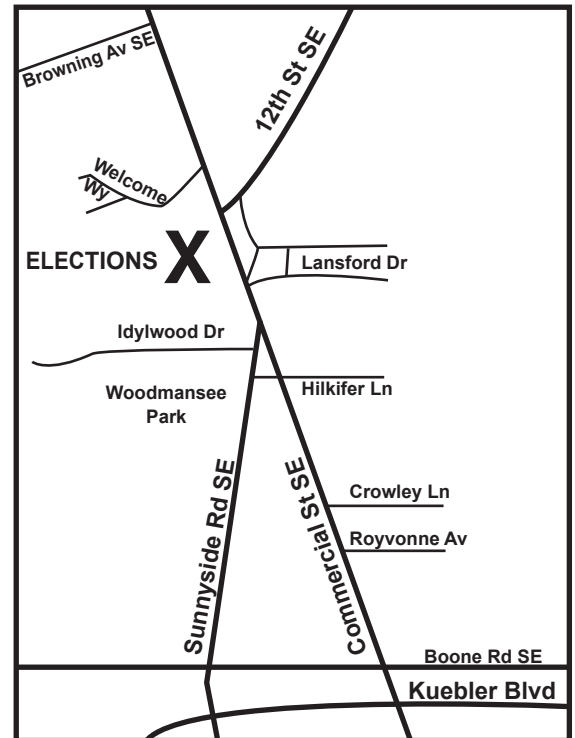 Browning Av SE
12th St SE
Welcome
Wy
ELECTIONS X
Lansford Dr
Idylwood Dr
Woodmansee
Park
Hilkifer Ln
Sunnyside Rd SE
Commercial St SE
Crowley Ln
Royvonne Av
Boone Rd SE
Kuebler Blvd